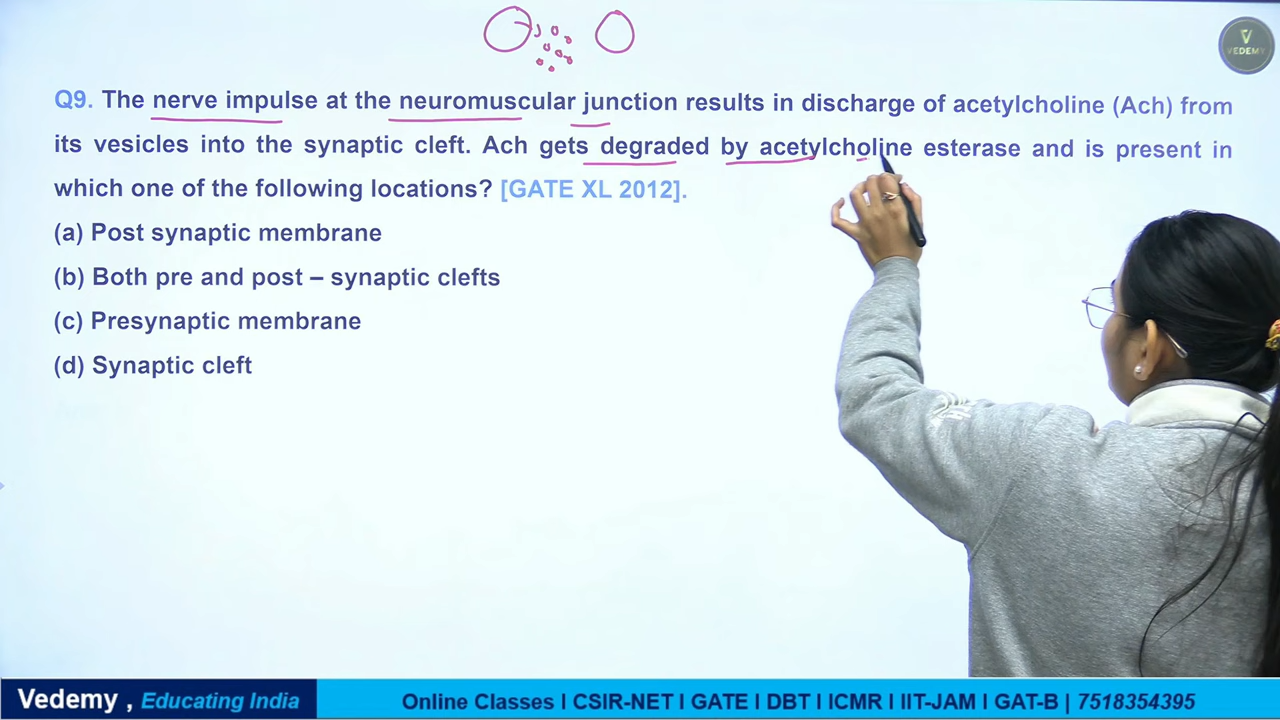 VEDEMY
Q9. The nerve impulse at the neuromuscular junction results in discharge of acetylcholine (Ach) from
its vesicles into the synaptic cleft. Ach gets degraded by acetylcholine esterase and is present in
which one of the following locations? [GATE XL 2012].
(a) Post synaptic membrane
(b) Both pre and post – synaptic clefts
(c) Presynaptic membrane
(d) Synaptic cleft
Vedemy , Educating India
Online Classes I CSIR-NET I GATE I DBT I ICMR I IIT-JAM I GAT-B | 7518354395